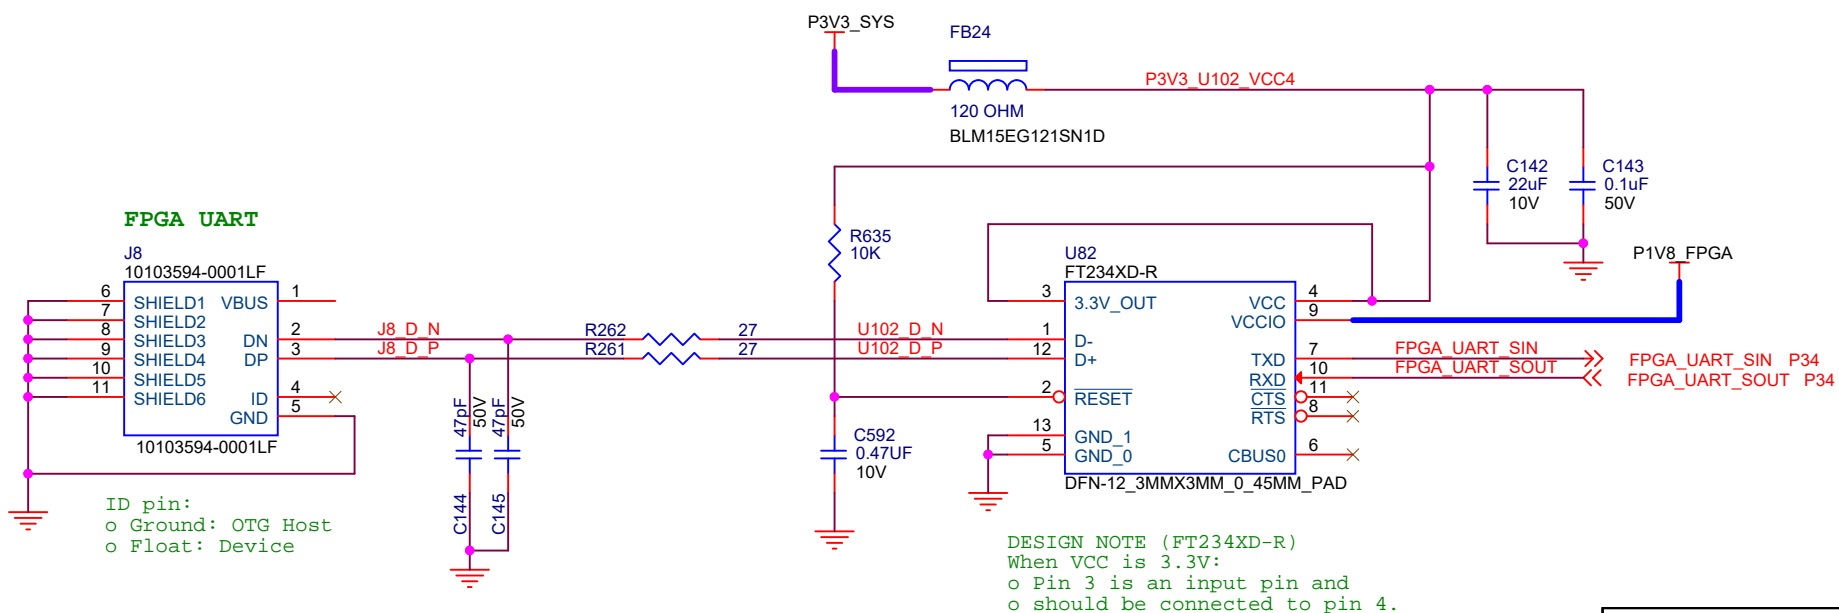 P3V3_SYS
FB24
P3V3_U102_VCC4
120 OHM
BLM15EG121SN1D
C142
22uF
10V
C143
0.1uF
50V
FPGA UART
J8
10103594-0001LF
6 SHIELD1 VBUS 1
7 SHIELD2
8 SHIELD3 DN 2
9 SHIELD4 DP 3
10 SHIELD5
11 SHIELD6 ID 4
GND 5
10103594-0001LF
J8_D_N
J8_D_P
R262 27
R261 27
U102_D_N
U102_D_P
47pF
50V
C144
47pF
50V
C145
R635
10K
C592
0.47UF
10V
U82
FT234XD-R
3 3.3V_OUT VCC 4
VCCIO 9
1 D-
12 D+ TXD 7
RXD 10
2 RESET CTS 11
RTS 8
13 GND_1
5 GND_0 CBUS0 6
DFN-12_3MMX3MM_0_45MM_PAD
P1V8_FPGA
FPGA_UART_SIN FPGA_UART_SIN P34
FPGA_UART_SOUT FPGA_UART_SOUT P34
ID pin:
o Ground: OTG Host
o Float: Device
DESIGN NOTE (FT234XD-R)
When VCC is 3.3V:
o Pin 3 is an input pin and
o should be connected to pin 4.